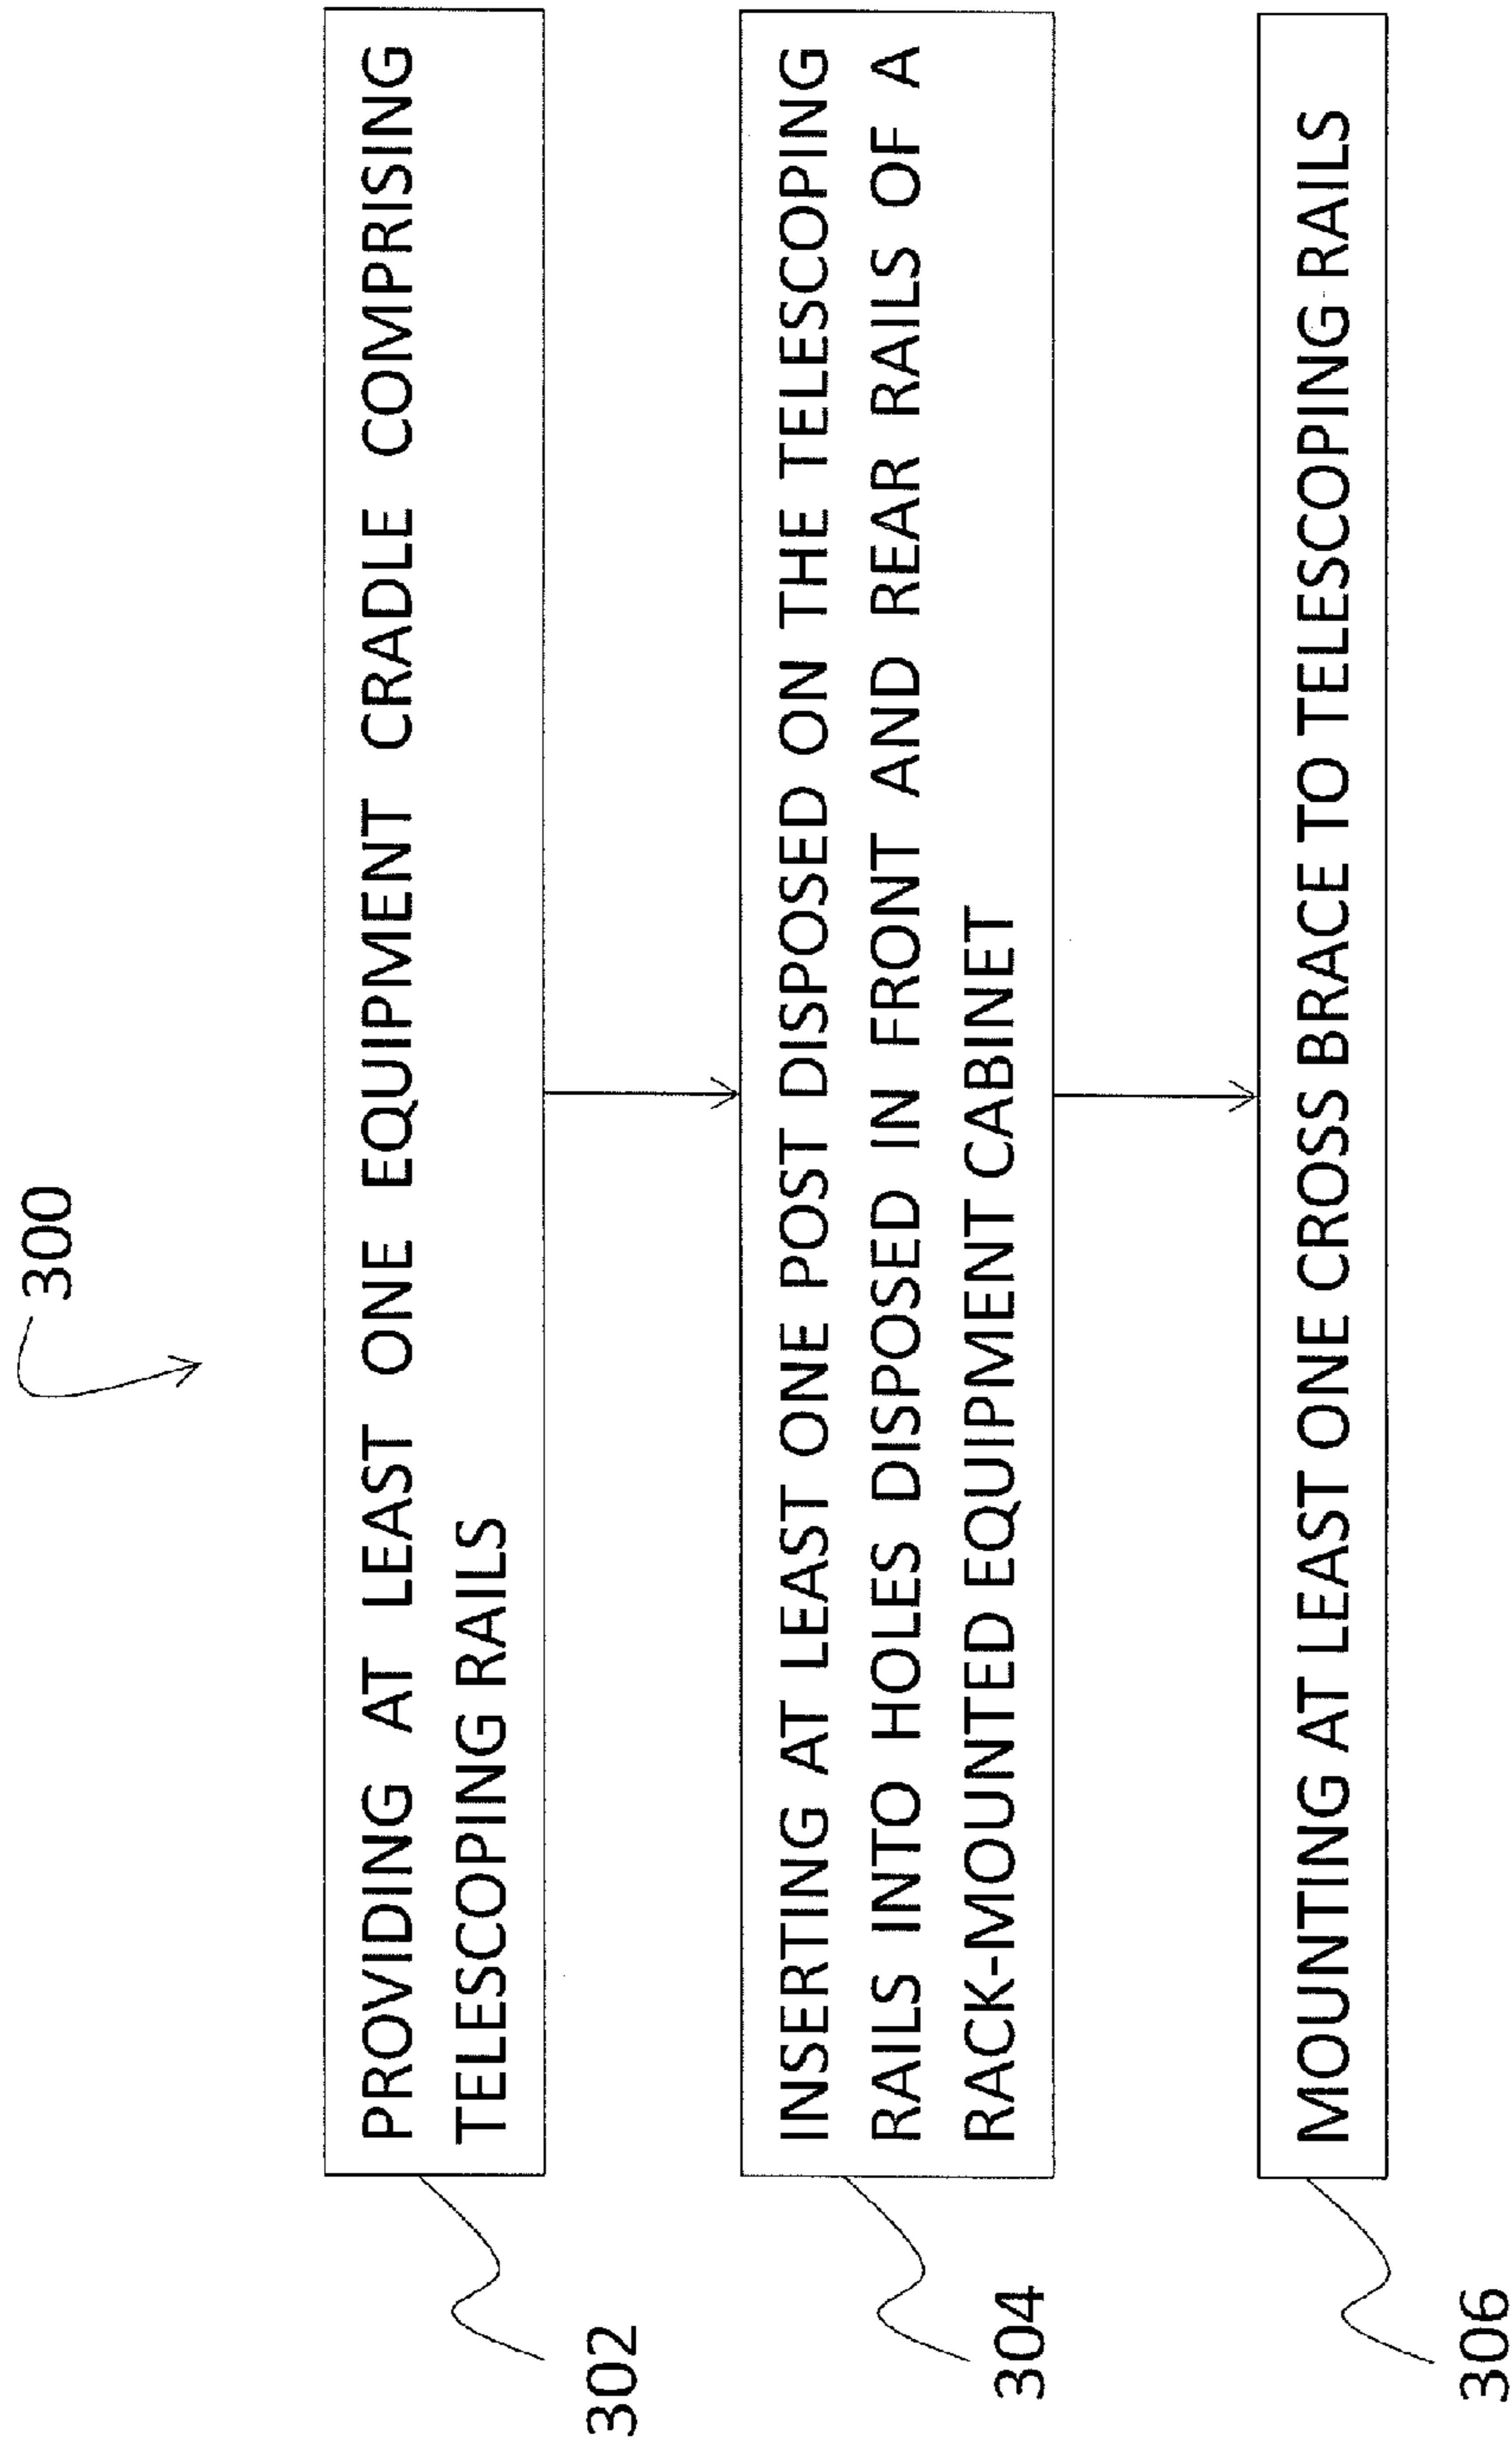 300
302
PROVIDING AT LEAST ONE EQUIPMENT CRADLE COMPRISING
TELESCOPING RAILS
304
INSERTING AT LEAST ONE POST DISPOSED ON THE TELESCOPING
RAILS INTO HOLES DISPOSED IN FRONT AND REAR RAILS OF A
RACK-MOUNTED EQUIPMENT CABINET
306
MOUNTING AT LEAST ONE CROSS BRACE TO TELESCOPING RAILS